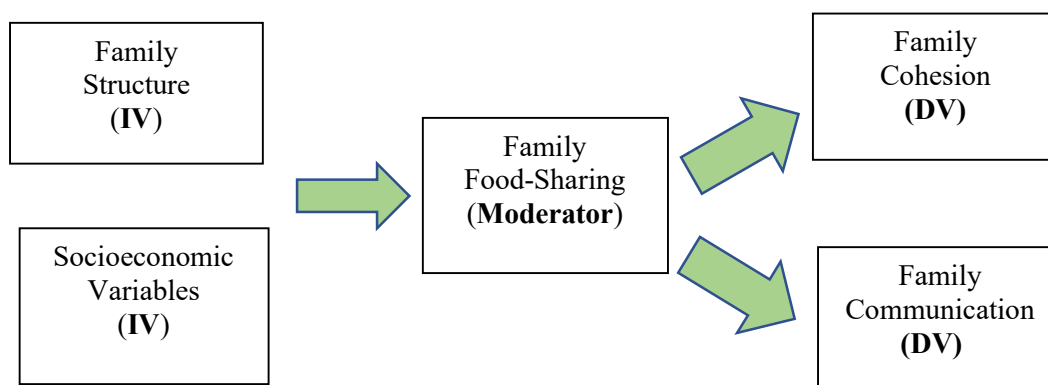 Family
Structure
(IV)
Socioeconomic
Variables
(IV)
Family
Food-Sharing
(Moderator)
Family
Cohesion
(DV)
Family
Communication
(DV)